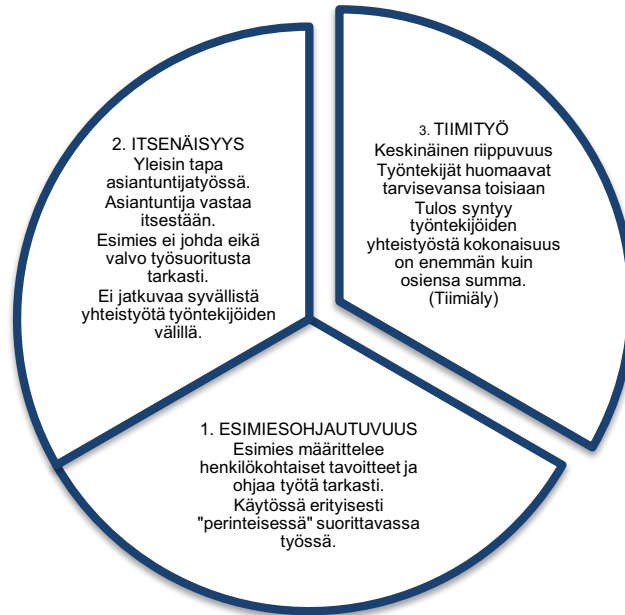 2. ITSENÄISYYS
Yleisin tapa
asiantuntijatyössä.
Asiantuntija vastaa
itsestään.
Esimies ei johda eikä
valvo työsuoritusta
tarkasti.
Ei jatkuvaa syvällistä
yhteistyötä työntekijöiden
välillä.
3. TIIMITYÖ
Keskinäinen riippuvuus
Työntekijät huomaavat
tarvisevansa toisiaan
Tulos syntyy
työntekijöiden
yhteistyöstä kokonaisuus
on enemmän kuin
osiensa summa.
(Tiimiäly)
1. ESIMIESOHJAUTUVUUS
Esimies määrittelee
henkilökohtaiset tavoitteet ja
ohjaa työtä tarkasti.
Käytössä erityisesti
"perinteisessä" suorittavassa
työssä.